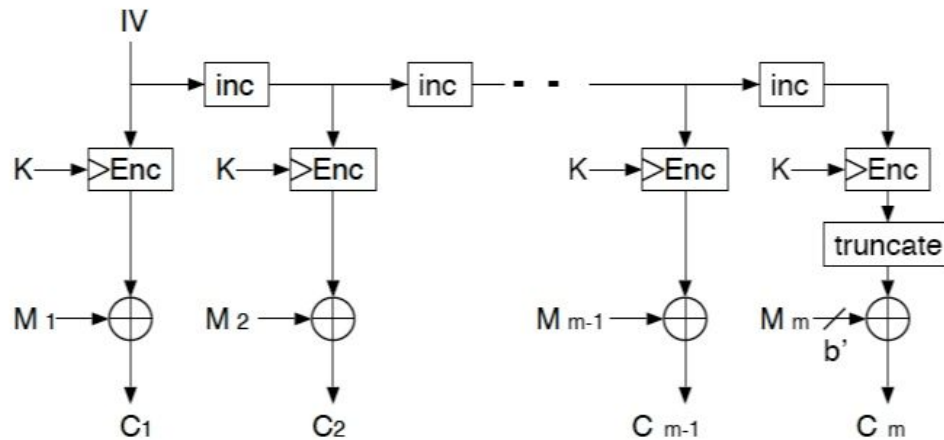 IV
inc inc inc
K Enc K Enc K Enc K Enc
truncate
M 1 M 2 M m-1 M m
b'
C1 C2 C m-1 C m